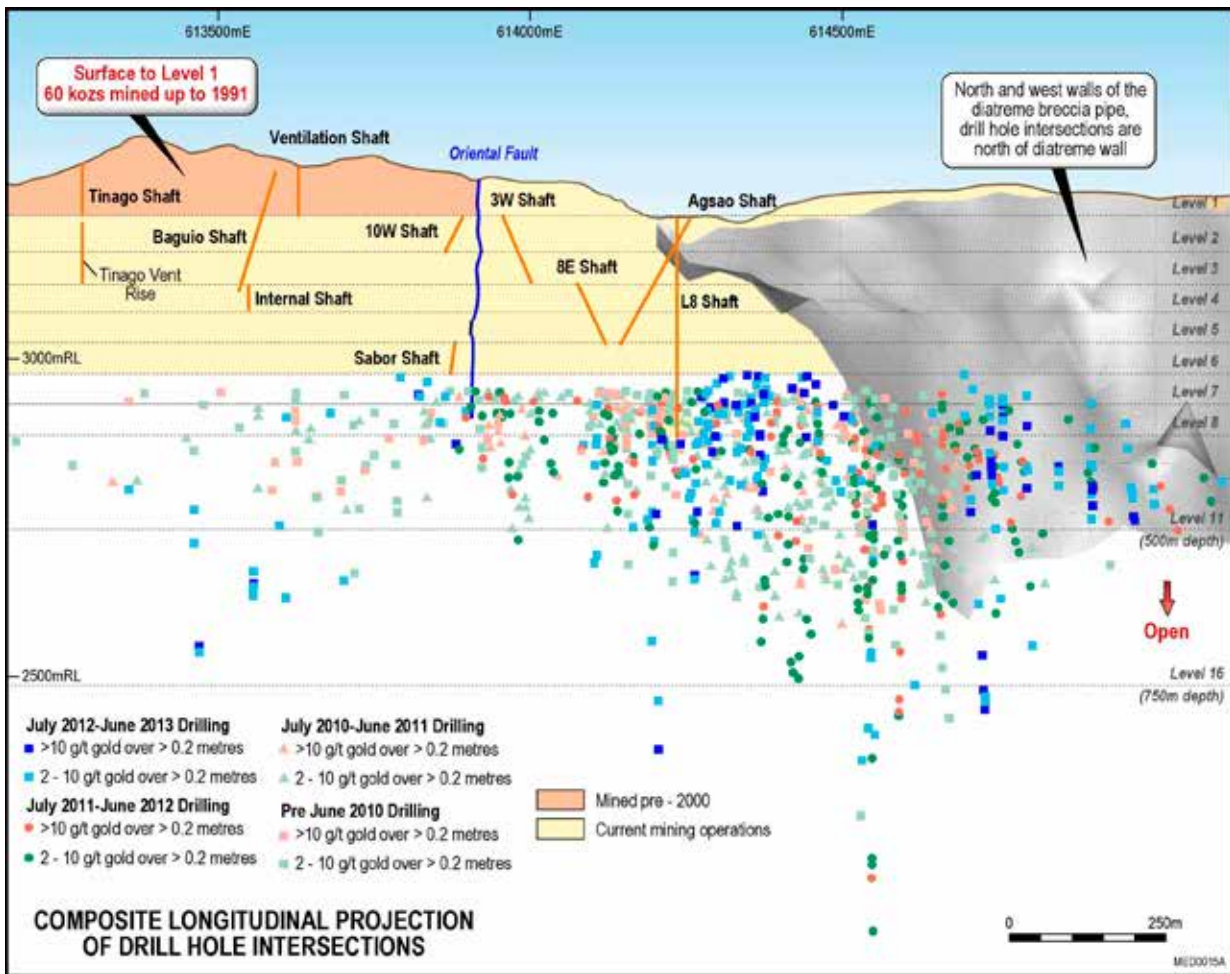 613500mE
614000mE
614500mE
Surface to Level 1
60 kozs mined up to 1991
North and west walls of the
diatreme breccia pipe,
drill hole intersections are
north of diatreme wall
Ventilation Shaft
Oriental Fault
Tinago Shaft
3W Shaft
Agsao Shaft
Level 1
Baguio Shaft
10W Shaft
Level 2
8E Shaft
Level 3
Tinago Vent
Rise
Internal Shaft
L8 Shaft
Level 4
Level 5
3000mRL
Sabor Shaft
Level 6
Level 7
Level 8
Level 11
(500m depth)
Open
2500mRL
Level 16
(750m depth)
July 2012-June 2013 Drilling
>10 g/t gold over > 0.2 metres
2 - 10 g/t gold over > 0.2 metres
July 2011-June 2012 Drilling
>10 g/t gold over > 0.2 metres
2 - 10 g/t gold over > 0.2 metres
July 2010-June 2011 Drilling
>10 g/t gold over > 0.2 metres
2 - 10 g/t gold over > 0.2 metres
Pre June 2010 Drilling
>10 g/t gold over > 0.2 metres
2 - 10 g/t gold over > 0.2 metres
Mined pre - 2000
Current mining operations
COMPOSITE LONGITUDINAL PROJECTION
OF DRILL HOLE INTERSECTIONS
0
250m
MED0015A